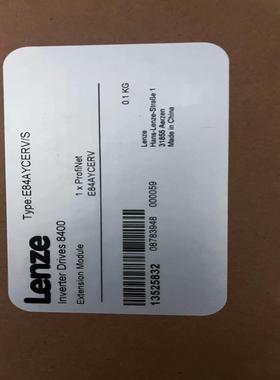 Type:E84AYCERV/S
Lenze
Inverter Drives 8400
Extension Module
1 x ProfiNet
E84AYCERV
0.1 KG
13525832
08783948 000059
Lenze
Hans-Lenze-Straße 1
31855 Aerzen
Made in China